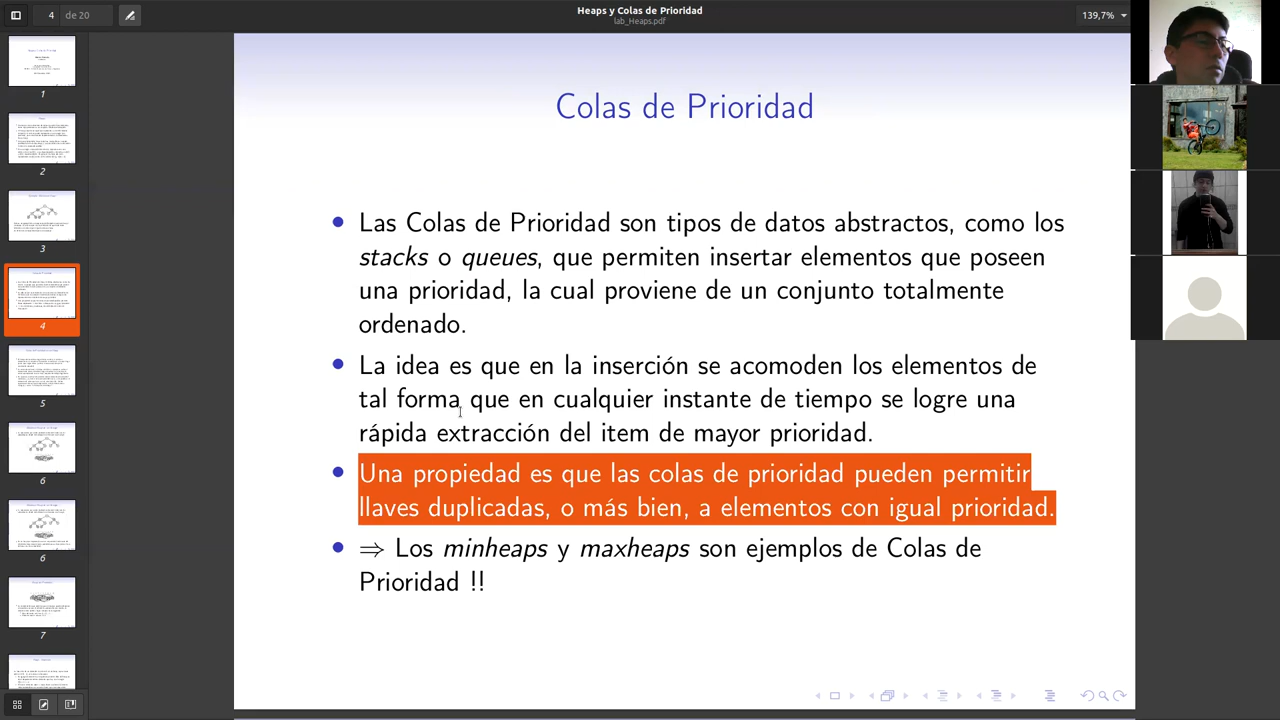 Heaps y Colas de Prioridad
lab_Heaps.pdf
4 de 20
139,7%
1
2
3
4
5
6
6
7
Colas de Prioridad
Las Colas de Prioridad son tipos de datos abstractos, como los
stacks o queues, que permiten insertar elementos que poseen
una prioridad, la cual proviene de un conjunto totalmente
ordenado.
La idea es que en la inserción se acomoden los elementos de
tal forma que en cualquier instante de tiempo se logre una
rápida extracción del item de mayor prioridad.
Una propiedad es que las colas de prioridad pueden permitir
llaves duplicadas, o más bien, a elementos con igual prioridad.
⇒ Los minheaps y maxheaps son ejemplos de Colas de
Prioridad !!